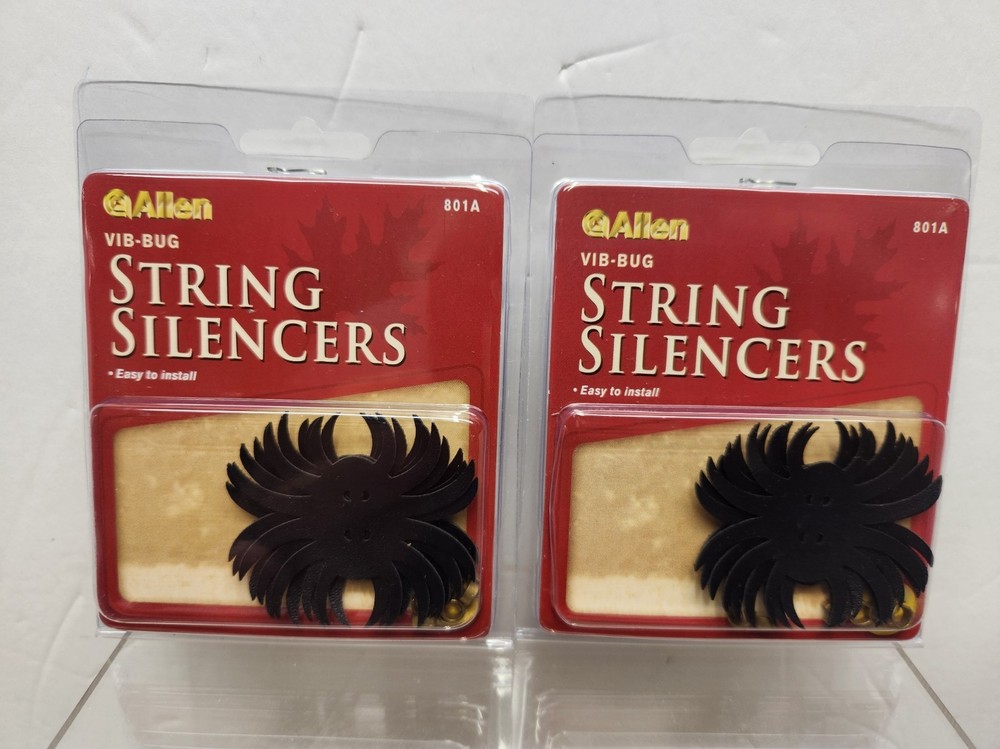 Allen
801A
VIB-BUG
STRING
SILENCERS
• Easy to install
Allen
801A
VIB-BUG
STRING
SILENCERS
• Easy to install